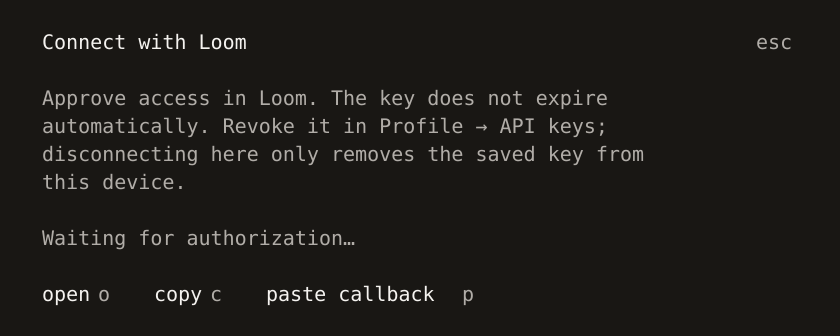 Connect with Loom esc
Approve access in Loom. The key does not expire
automatically. Revoke it in Profile → API keys;
disconnecting here only removes the saved key from
this device.
Waiting for authorization…
open o copy c paste callback p